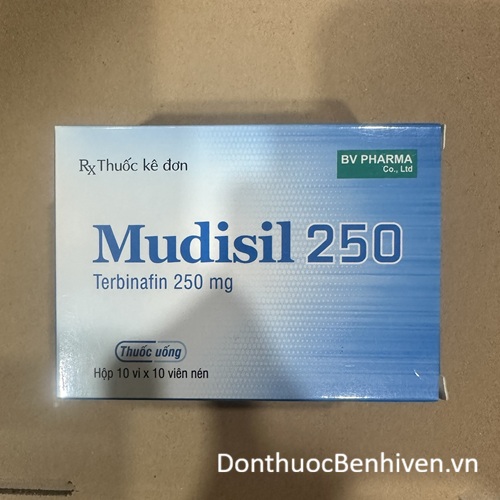 Rx Thuốc kê đơn
BV PHARMA
Co., Ltd
Mudisil 250
Terbinafin 250 mg
Thuốc uống
Hộp 10 vỉ x 10 viên nén
DonthuocBenhiven.vn